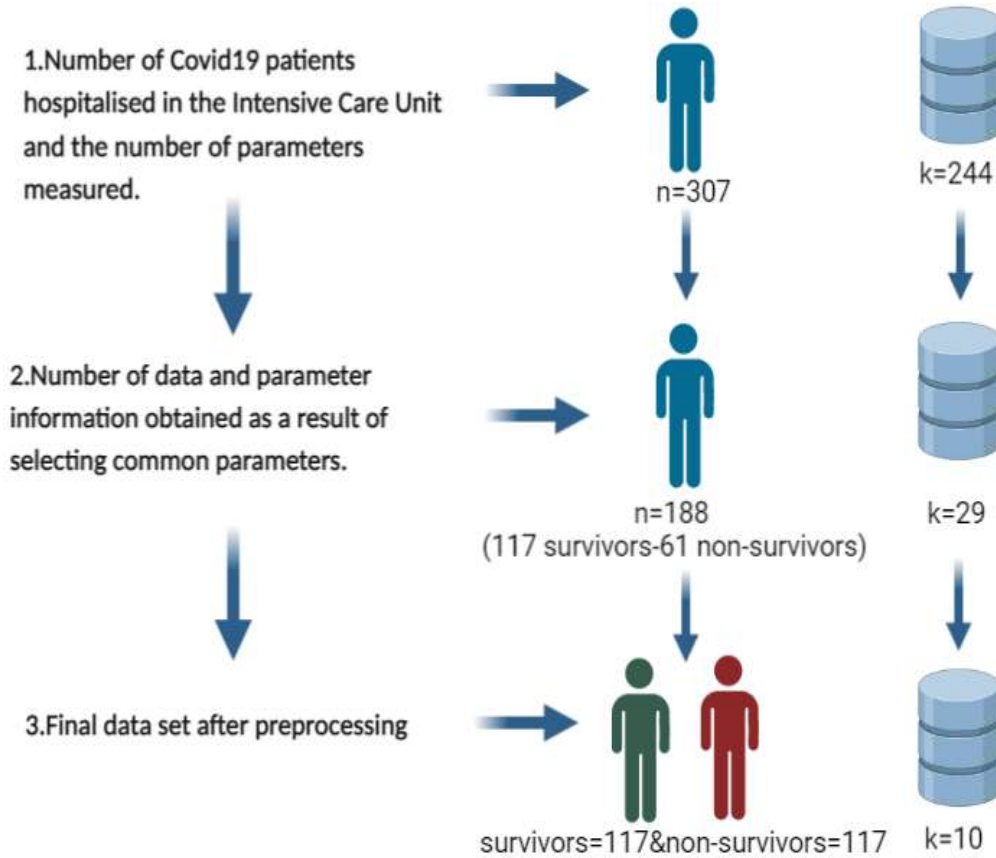 1.Number of Covid19 patients
hospitalised in the Intensive Care Unit
and the number of parameters
measured.
n=307
k=244
2.Number of data and parameter
information obtained as a result of
selecting common parameters.
n=188
(117 survivors-61 non-survivors)
k=29
3.Final data set after preprocessing
survivors=117&non-survivors=117
k=10